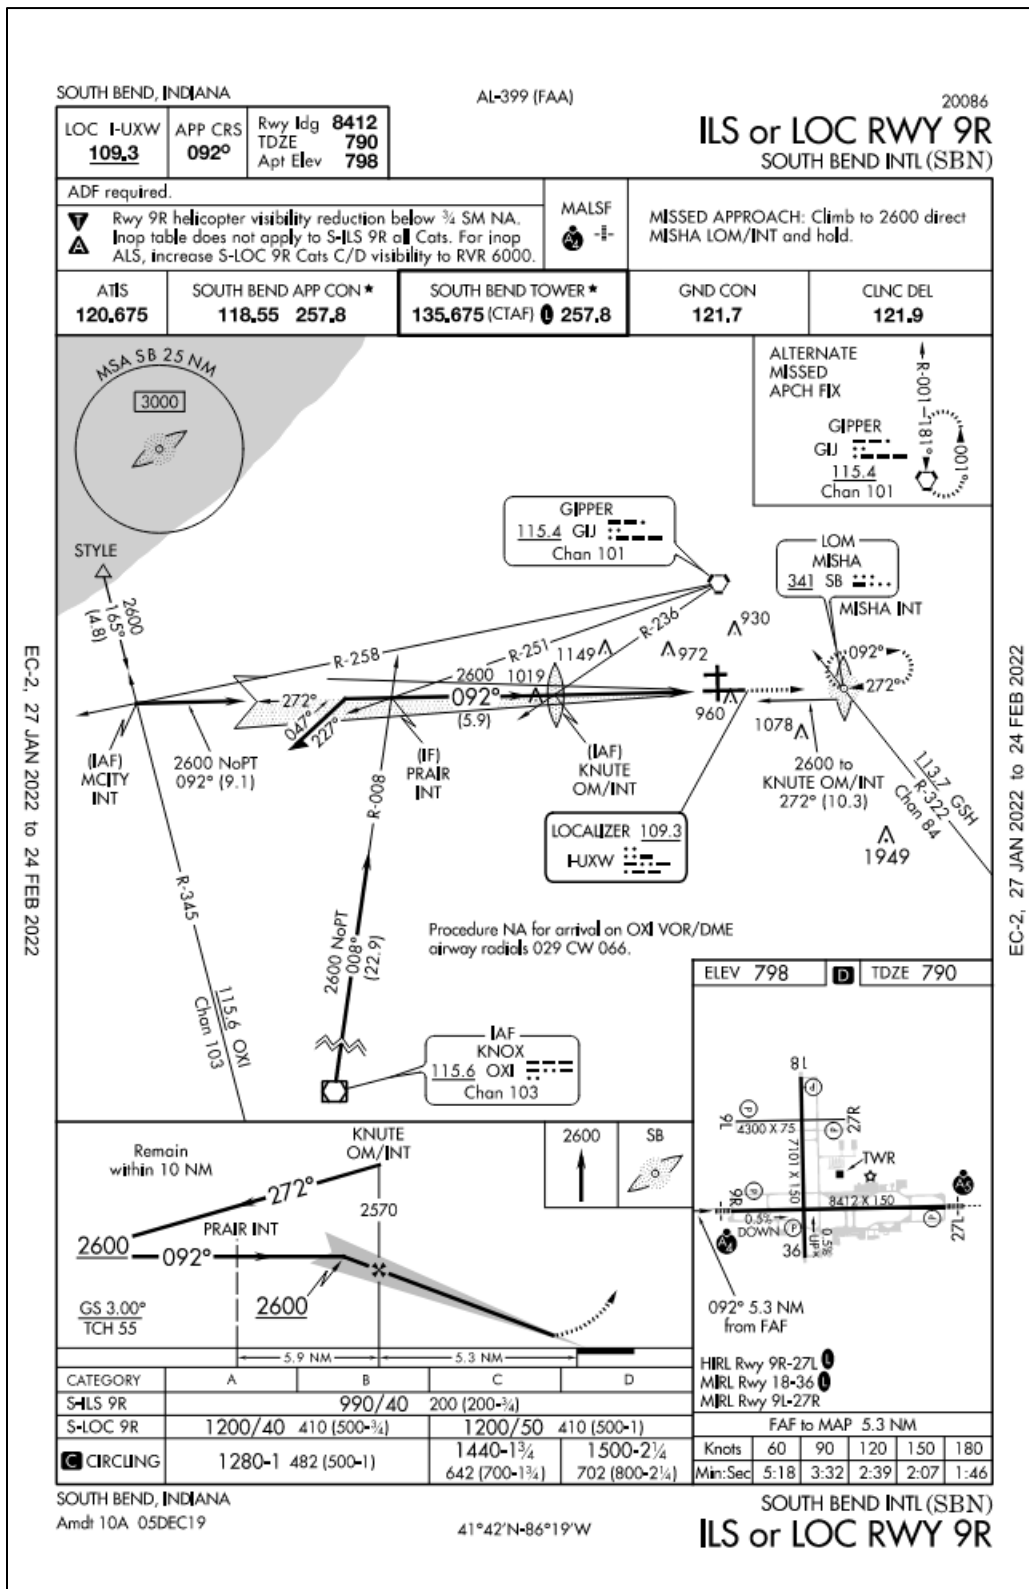 SOUTH BEND, INDIANA
AL-399 (FAA)
20086
LOC I-UXW
109.3
APP CRS
092°
Rwy ldg 8412
TDZE 790
Apt Elev 798
ILS or LOC RWY 9R
SOUTH BEND INTL (SBN)
ADF required.
T
A
Rwy 9R helicopter visibility reduction below ¾ SM NA.
Inop table does not apply to S-ILS 9R all Cats. For inop
ALS, increase S-LOC 9R Cats C/D visibility to RVR 6000.
MALSF
A4
MISSED APPROACH: Climb to 2600 direct
MISHA LOM/INT and hold.
ATIS
120.675
SOUTH BEND APP CON ★
118.55 257.8
SOUTH BEND TOWER ★
135.675 (CTAF) L 257.8
GND CON
121.7
CLNC DEL
121.9
MSA SB 25 NM
3000
ALTERNATE
MISSED
APCH FIX
GIPPER
GIJ
115.4
Chan 101
R-001
181°
001°
GIPPER
115.4 GIJ
Chan 101
LOM
MISHA
341 SB
MISHA INT
STYLE
2600
165°
(4.8)
R-258
R-251
R-236
1149
972
930
2600
1019
092°
(5.9)
960
1078
092°
272°
272°
047°
227°
(IAF)
MCITY
INT
2600 NoPT
092° (9.1)
(IF)
PRAIR
INT
(IAF)
KNUTE
OM/INT
2600 to
KNUTE OM/INT
272° (10.3)
113.7 GSH
R-322
Chan 84
1949
R-008
LOCALIZER 109.3
I-UXW
R-345
115.6 OXI
Chan 103
2600 NoPT
008°
(22.9)
Procedure NA for arrival on OXI VOR/DME
airway radials 029 CW 066.
IAF
KNOX
115.6 OXI
Chan 103
EC-2, 27 JAN 2022 to 24 FEB 2022
EC-2, 27 JAN 2022 to 24 FEB 2022
ELEV 798
D
TDZE 790
18
9L
27R
4300 X 75
7101 X 150
TWR
8412 X 150
9R
0.5%
DOWN
0.5%
UP
36
27L
A5
A4
P
P
P
P
P
P
092° 5.3 NM
from FAF
HIRL Rwy 9R-27L L
MIRL Rwy 18-36 L
MIRL Rwy 9L-27R
Remain
within 10 NM
KNUTE
OM/INT
2600
SB
272°
2570
PRAIR INT
2600
092°
2600
GS 3.00°
TCH 55
5.9 NM
5.3 NM
CATEGORY A B C D
S-ILS 9R 990/40 200 (200-¾)
S-LOC 9R 1200/40 410 (500-¾) 1200/50 410 (500-1)
C CIRCLING 1280-1 482 (500-1) 1440-1¾ 642 (700-1¾) 1500-2¼ 702 (800-2¼)
FAF to MAP 5.3 NM
Knots 60 90 120 150 180
Min:Sec 5:18 3:32 2:39 2:07 1:46
SOUTH BEND, INDIANA
Amdt 10A 05DEC19
41°42'N-86°19'W
SOUTH BEND INTL (SBN)
ILS or LOC RWY 9R